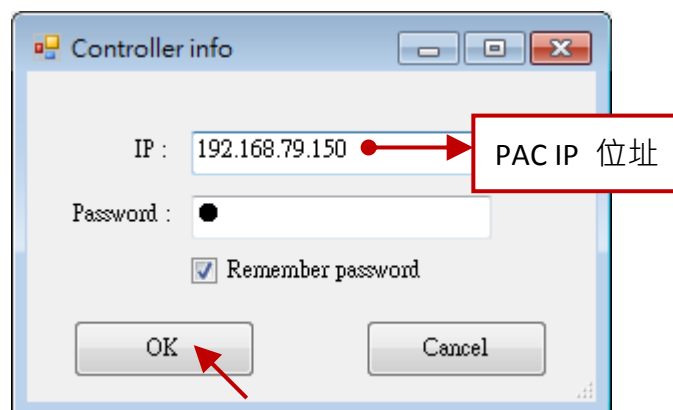 Controller info
IP : 192.168.79.150
PAC IP 位址
Password : ●
Remember password
OK Cancel